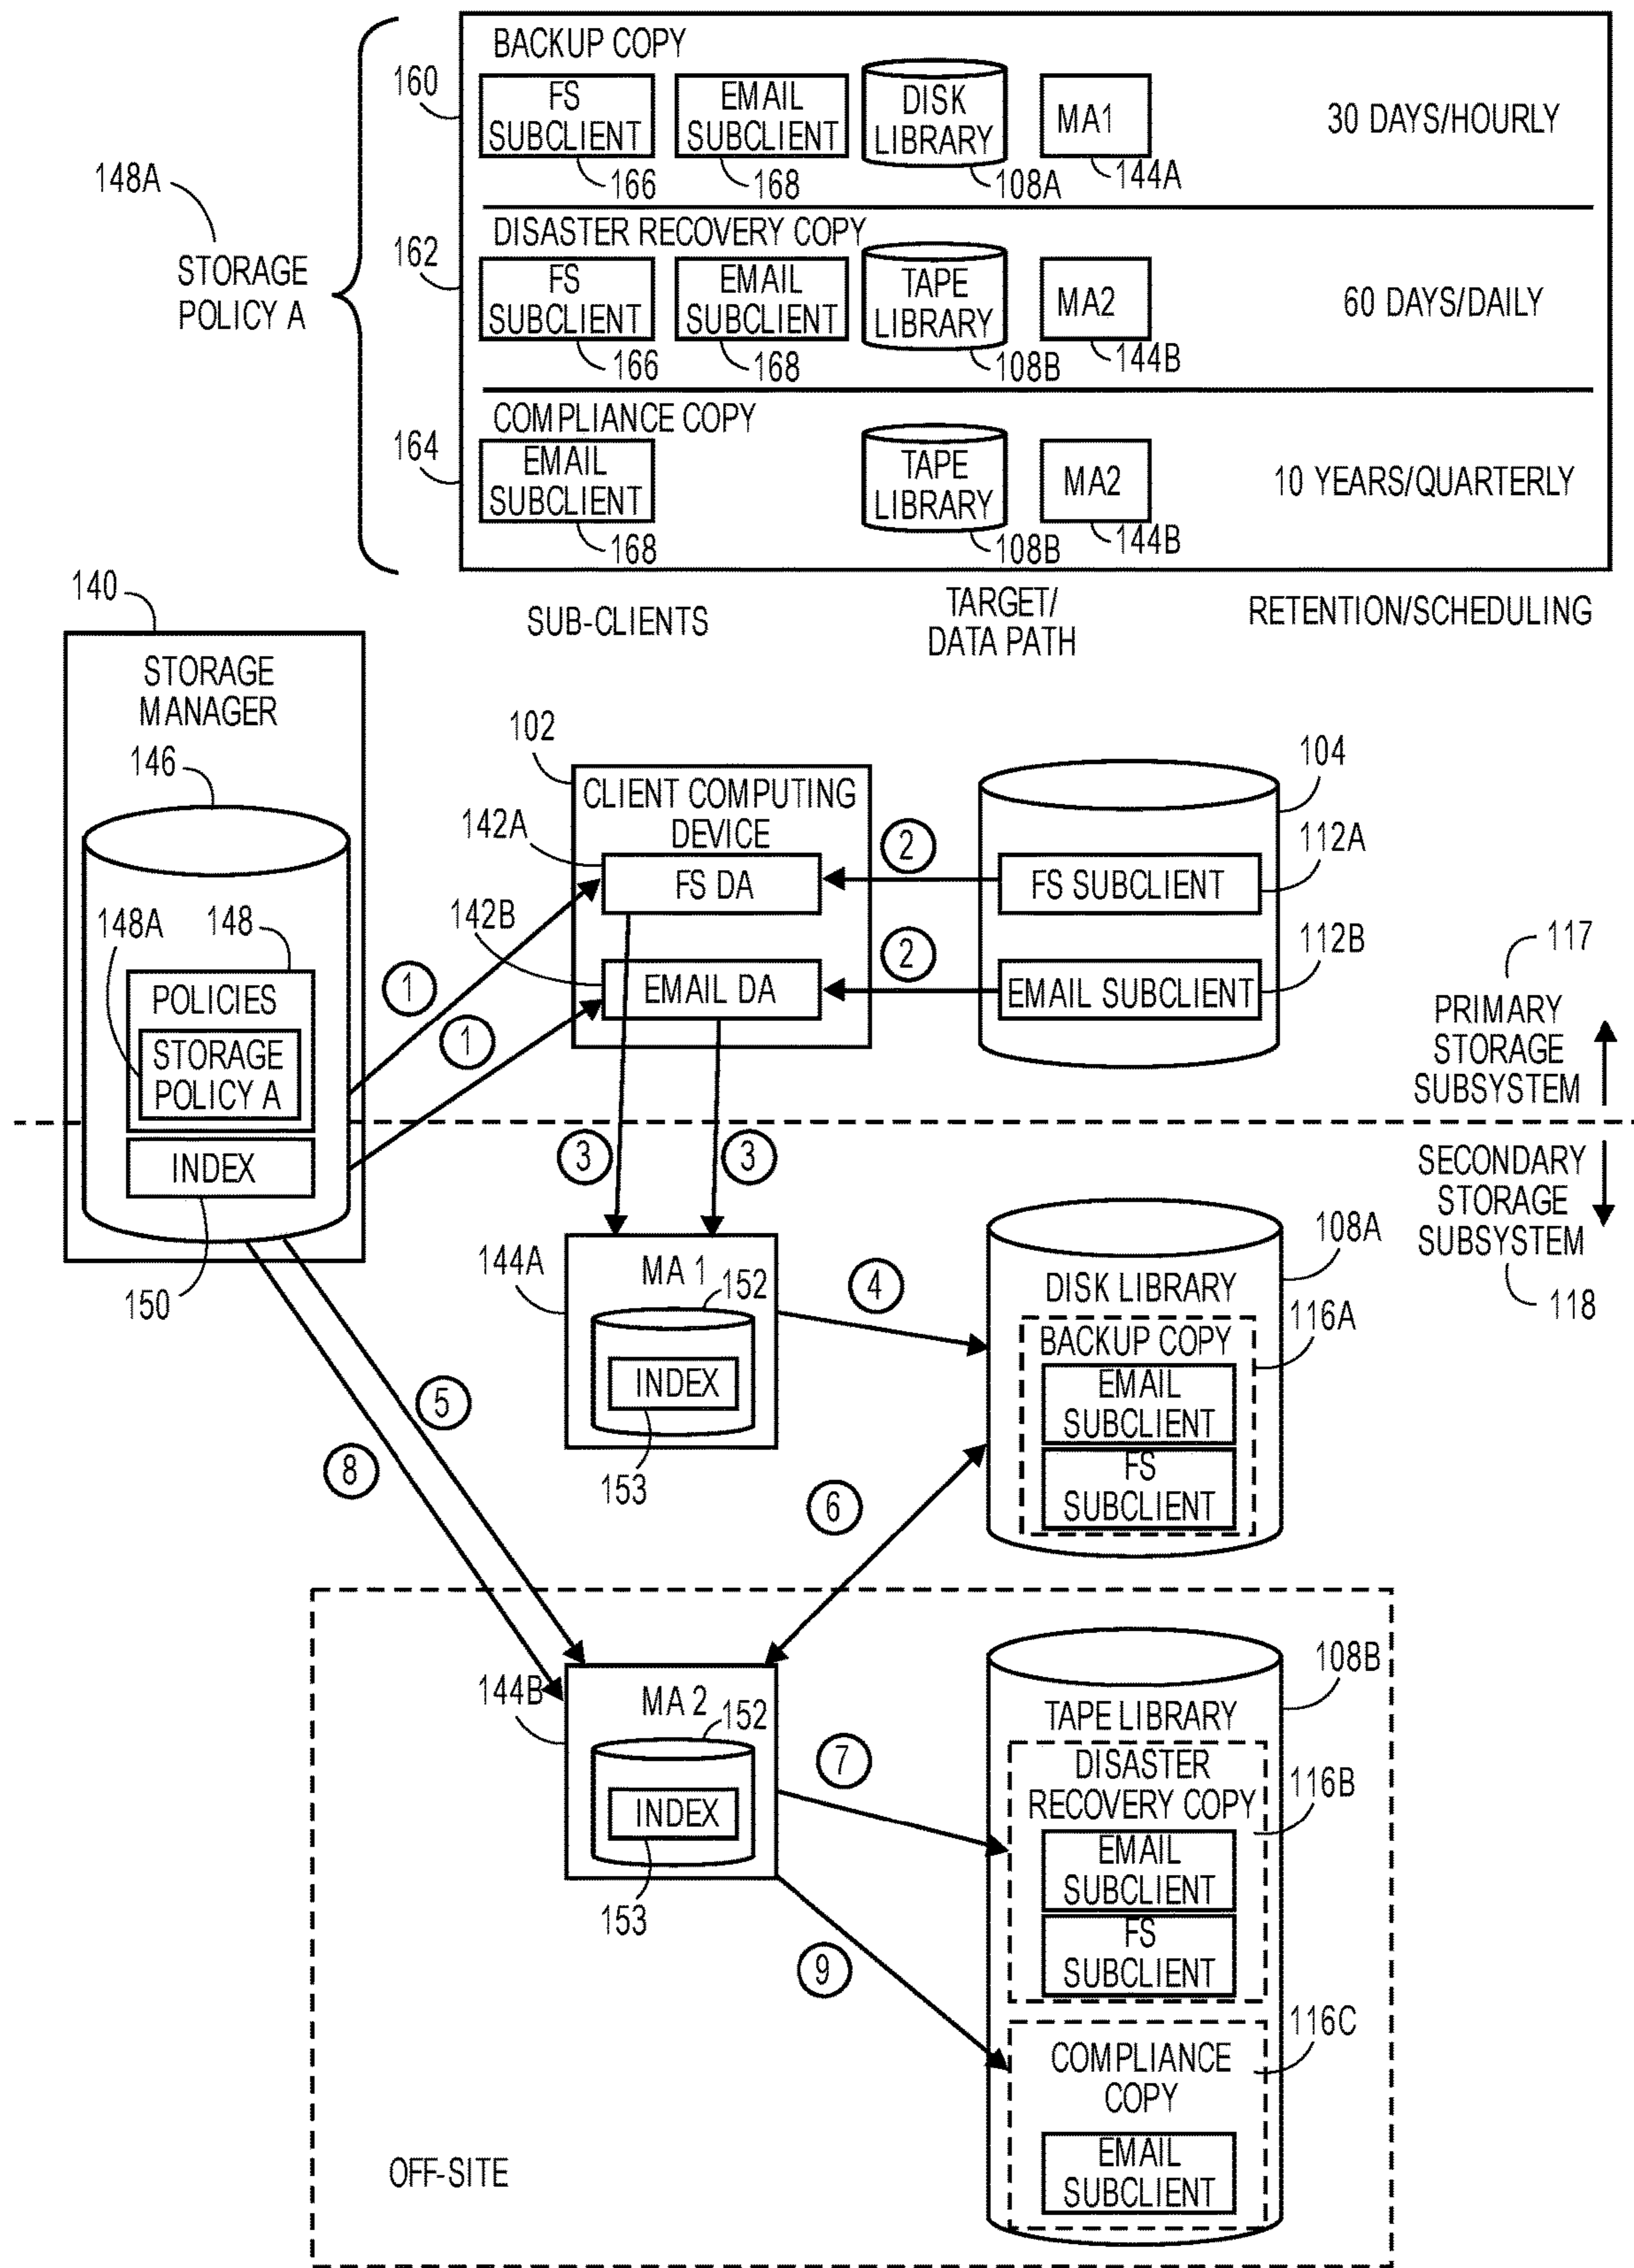 BACKUP COPY
160
FS
SUBCLIENT
166
EMAIL
SUBCLIENT
168
DISK
LIBRARY
108A
MA1
144A
30 DAYS/HOURLY
148A
STORAGE
POLICY A
DISASTER RECOVERY COPY
162
FS
SUBCLIENT
166
EMAIL
SUBCLIENT
168
TAPE
LIBRARY
108B
MA2
144B
60 DAYS/DAILY
COMPLIANCE COPY
164
EMAIL
SUBCLIENT
168
TAPE
LIBRARY
108B
MA2
144B
10 YEARS/QUARTERLY
SUB-CLIENTS
TARGET/
DATA PATH
RETENTION/SCHEDULING
140
STORAGE
MANAGER
146
148A
148
POLICIES
STORAGE
POLICY A
INDEX
150
1
1
102
CLIENT COMPUTING
DEVICE
142A
FS DA
142B
EMAIL DA
2
2
104
112A
FS SUBCLIENT
112B
EMAIL SUBCLIENT
117
PRIMARY
STORAGE
SUBSYSTEM
SECONDARY
STORAGE
SUBSYSTEM
118
3
3
144A
MA 1
152
INDEX
153
4
108A
DISK LIBRARY
116A
BACKUP COPY
EMAIL
SUBCLIENT
FS
SUBCLIENT
5
8
6
144B
MA 2
152
INDEX
153
7
9
108B
TAPE LIBRARY
DISASTER
RECOVERY COPY
116B
EMAIL
SUBCLIENT
FS
SUBCLIENT
116C
COMPLIANCE
COPY
EMAIL
SUBCLIENT
OFF-SITE